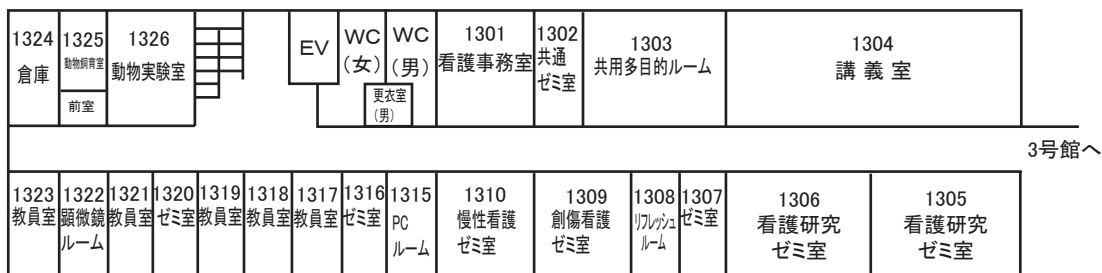 1324
倉庫
1325
動物飼育室
前室
1326
動物実験室
EV
WC
(女)
WC
(男)
更衣室
(男)
1301
看護事務室
1302
共通
ゼミ室
1303
共用多目的ルーム
1304
講義室
3号館へ
1323
教員室
1322
顕微鏡
ルーム
1321
教員室
1320
ゼミ室
1319
教員室
1318
教員室
1317
教員室
1316
ゼミ室
1315
PC
ルーム
1310
慢性看護
ゼミ室
1309
創傷看護
ゼミ室
1308
リフレッシュ
ルーム
1307
ゼミ室
1306
看護研究
ゼミ室
1305
看護研究
ゼミ室